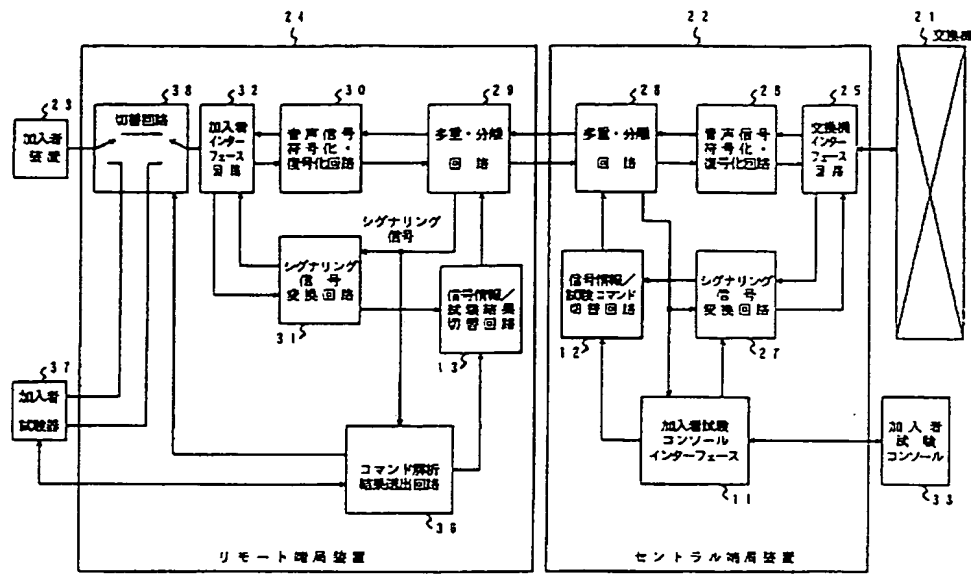 24
22
21
交換機
23
加入者
装置
38
切替回路
32
加入者
インター
フェース
回路
30
音声信号
符号化・
復号化回路
29
多重・分離
回路
28
多重・分離
回路
26
音声信号
符号化・
復号化回路
25
交換機
インター
フェース
回路
シグナリング
信号
シグナリング
信号
変換回路
31
信号情報/
試験結果
切替回路
13
信号情報/
試験コマンド
切替回路
12
シグナリング
信号
変換回路
27
37
加入者
試験器
コマンド解析
結果送出回路
36
加入者試験
コンソール
インターフェース
11
加入者
試験
コンソール
33
リモート端局装置
セントラル端局装置